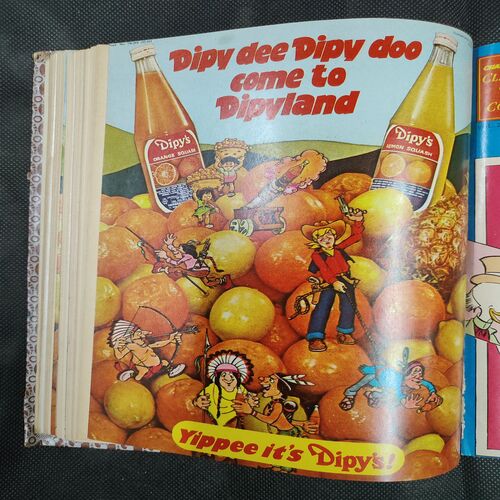 Dipy dee Dipy doo
come to
Dipyland
Dipy's
ORANGE SQUASH
Dipy's
LEMON SQUASH
Yippee it's Dipy's!